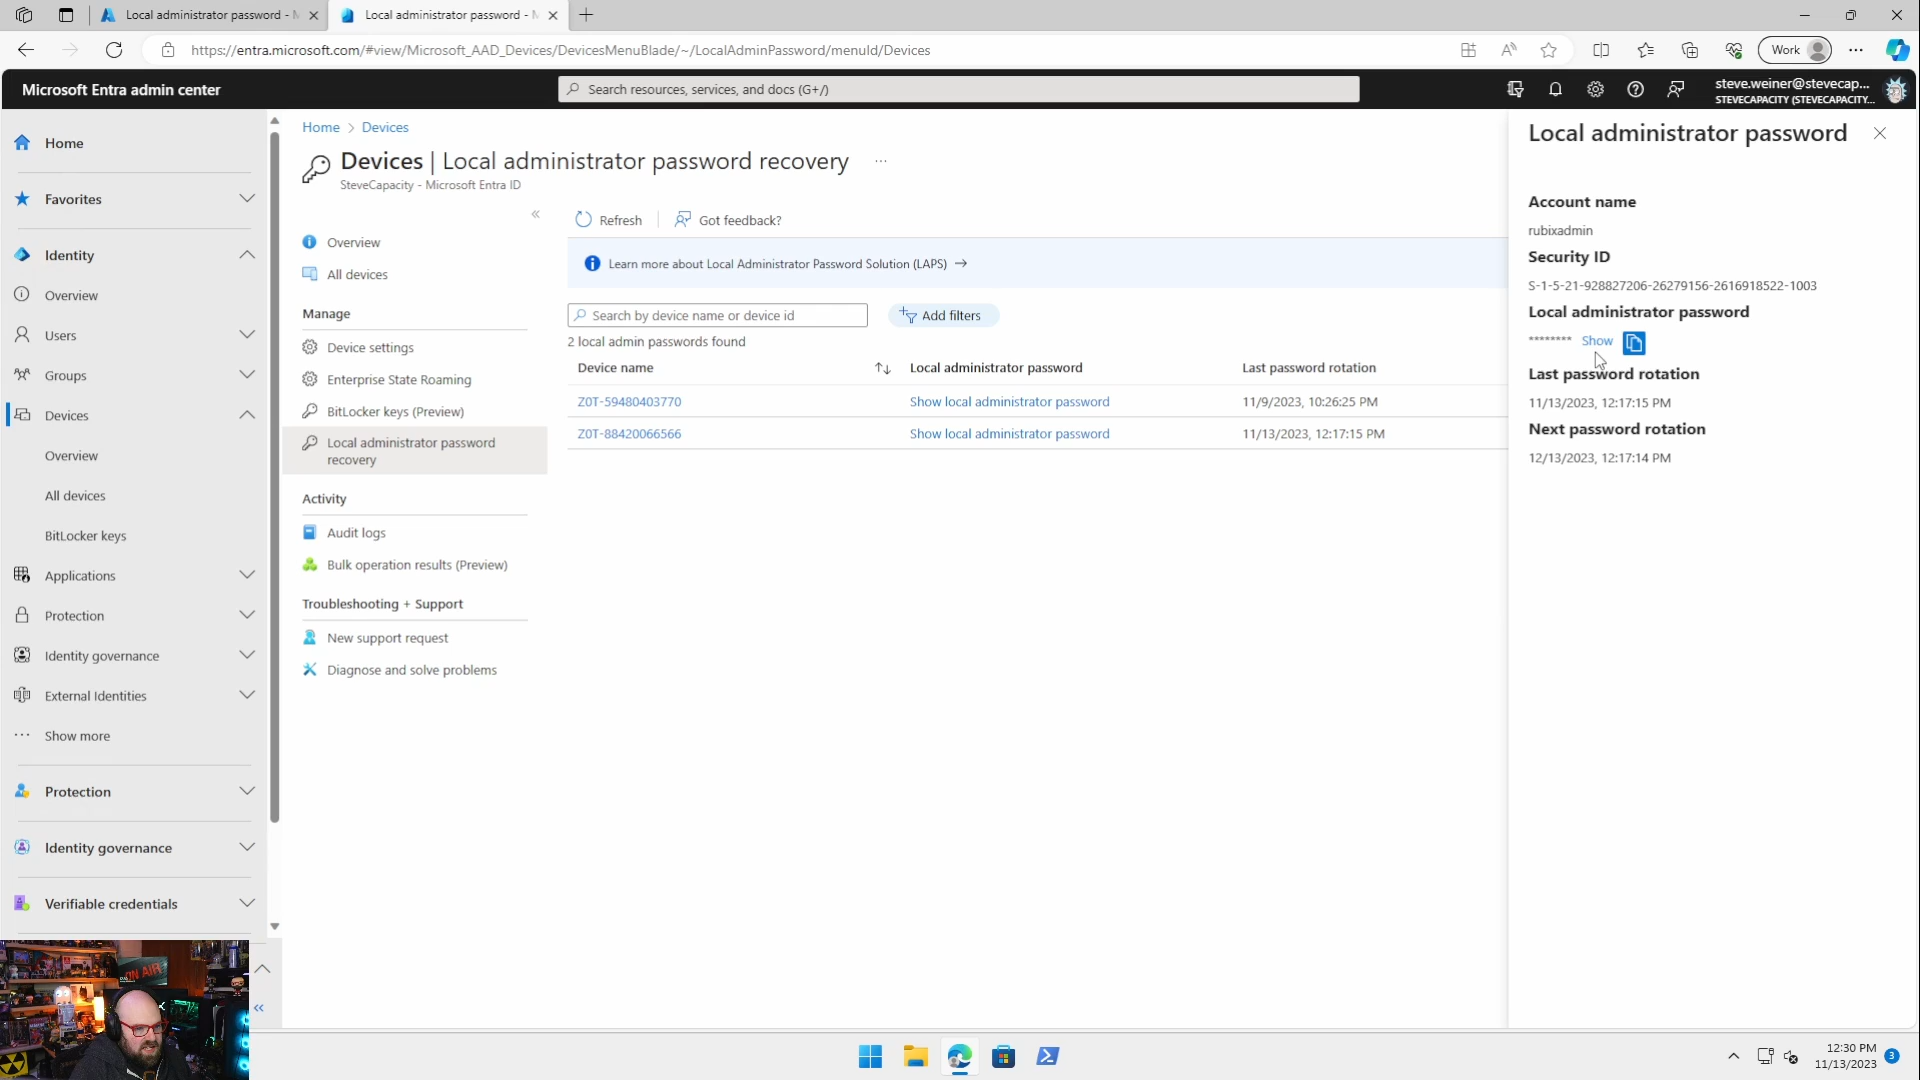 Local administrator password -
Local administrator password -
https://entra.microsoft.com/#view/Microsoft_AAD_Devices/DevicesMenuBlade/~/LocalAdminPassword/menuId/Devices
Work
Microsoft Entra admin center
Search resources, services, and docs (G+/)
steve.weiner@stevecap...
STEVECAPACITY (STEVECAPACITY...
Home
Favorites
Identity
Overview
Users
Groups
Devices
Overview
All devices
BitLocker keys
Applications
Protection
Identity governance
External Identities
Show more
Protection
Identity governance
Verifiable credentials
ON AIR
Home > Devices
Devices | Local administrator password recovery ...
SteveCapacity - Microsoft Entra ID
Overview
All devices
Manage
Device settings
Enterprise State Roaming
BitLocker keys (Preview)
Local administrator password
recovery
Activity
Audit logs
Bulk operation results (Preview)
Troubleshooting + Support
New support request
Diagnose and solve problems
Refresh
Got feedback?
Learn more about Local Administrator Password Solution (LAPS) →
Search by device name or device id
Add filters
2 local admin passwords found
Device name Local administrator password Last password rotation
Z0T-59480403770 Show local administrator password 11/9/2023, 10:26:25 PM
Z0T-88420066566 Show local administrator password 11/13/2023, 12:17:15 PM
Local administrator password
Account name
rubixadmin
Security ID
S-1-5-21-928827206-26279156-2616918522-1003
Local administrator password
******** Show
Last password rotation
11/13/2023, 12:17:15 PM
Next password rotation
12/13/2023, 12:17:14 PM
12:30 PM
11/13/2023
3